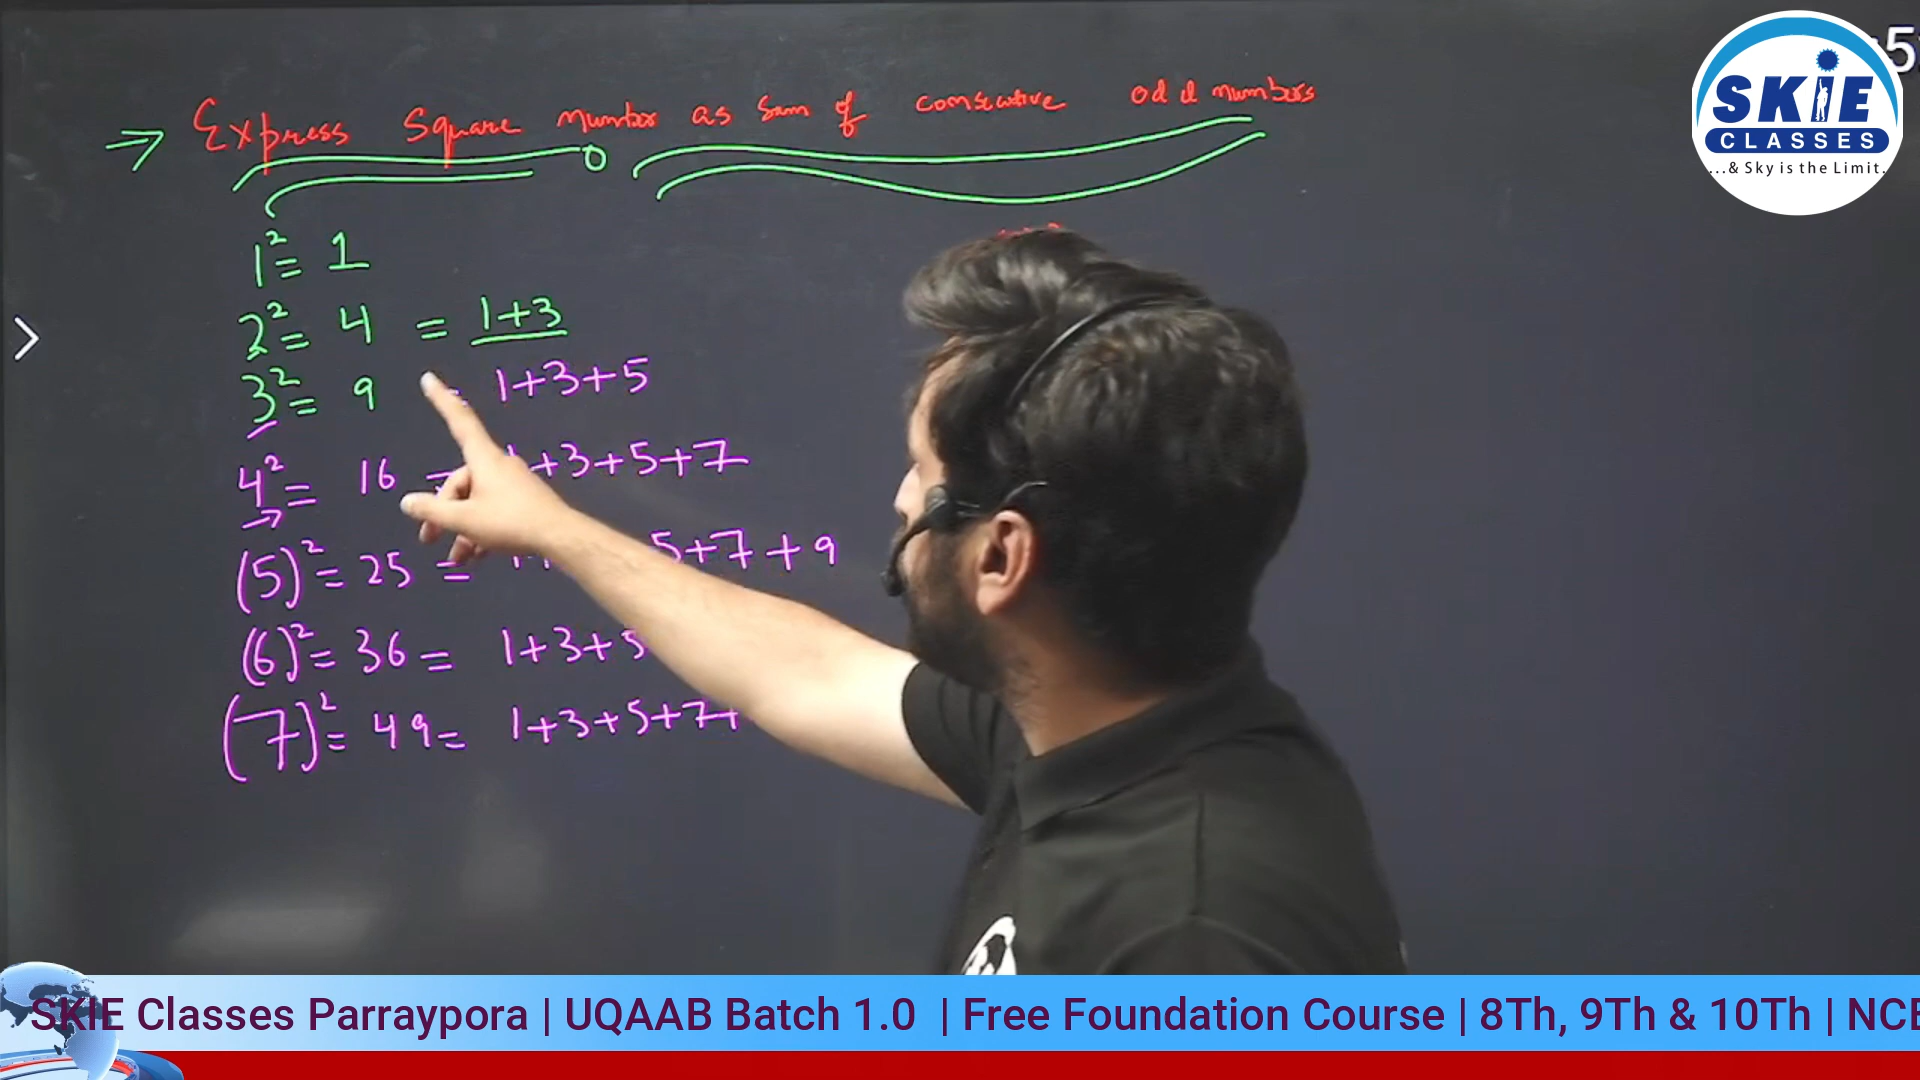 → Express Square number as Sum of consecutive odd numbers
1² = 1
2² = 4 = 1+3
3² = 9 = 1+3+5
4² = 16 = 1+3+5+7
(5)² = 25 = 5+7+9
(6)² = 36 = 1+3+5
(7)² = 49 = 1+3+5+7+
SKIE
CLASSES
...& Sky is the Limit.
5
SKIE Classes Parraypora | UQAAB Batch 1.0 | Free Foundation Course | 8Th, 9Th & 10Th | NCE